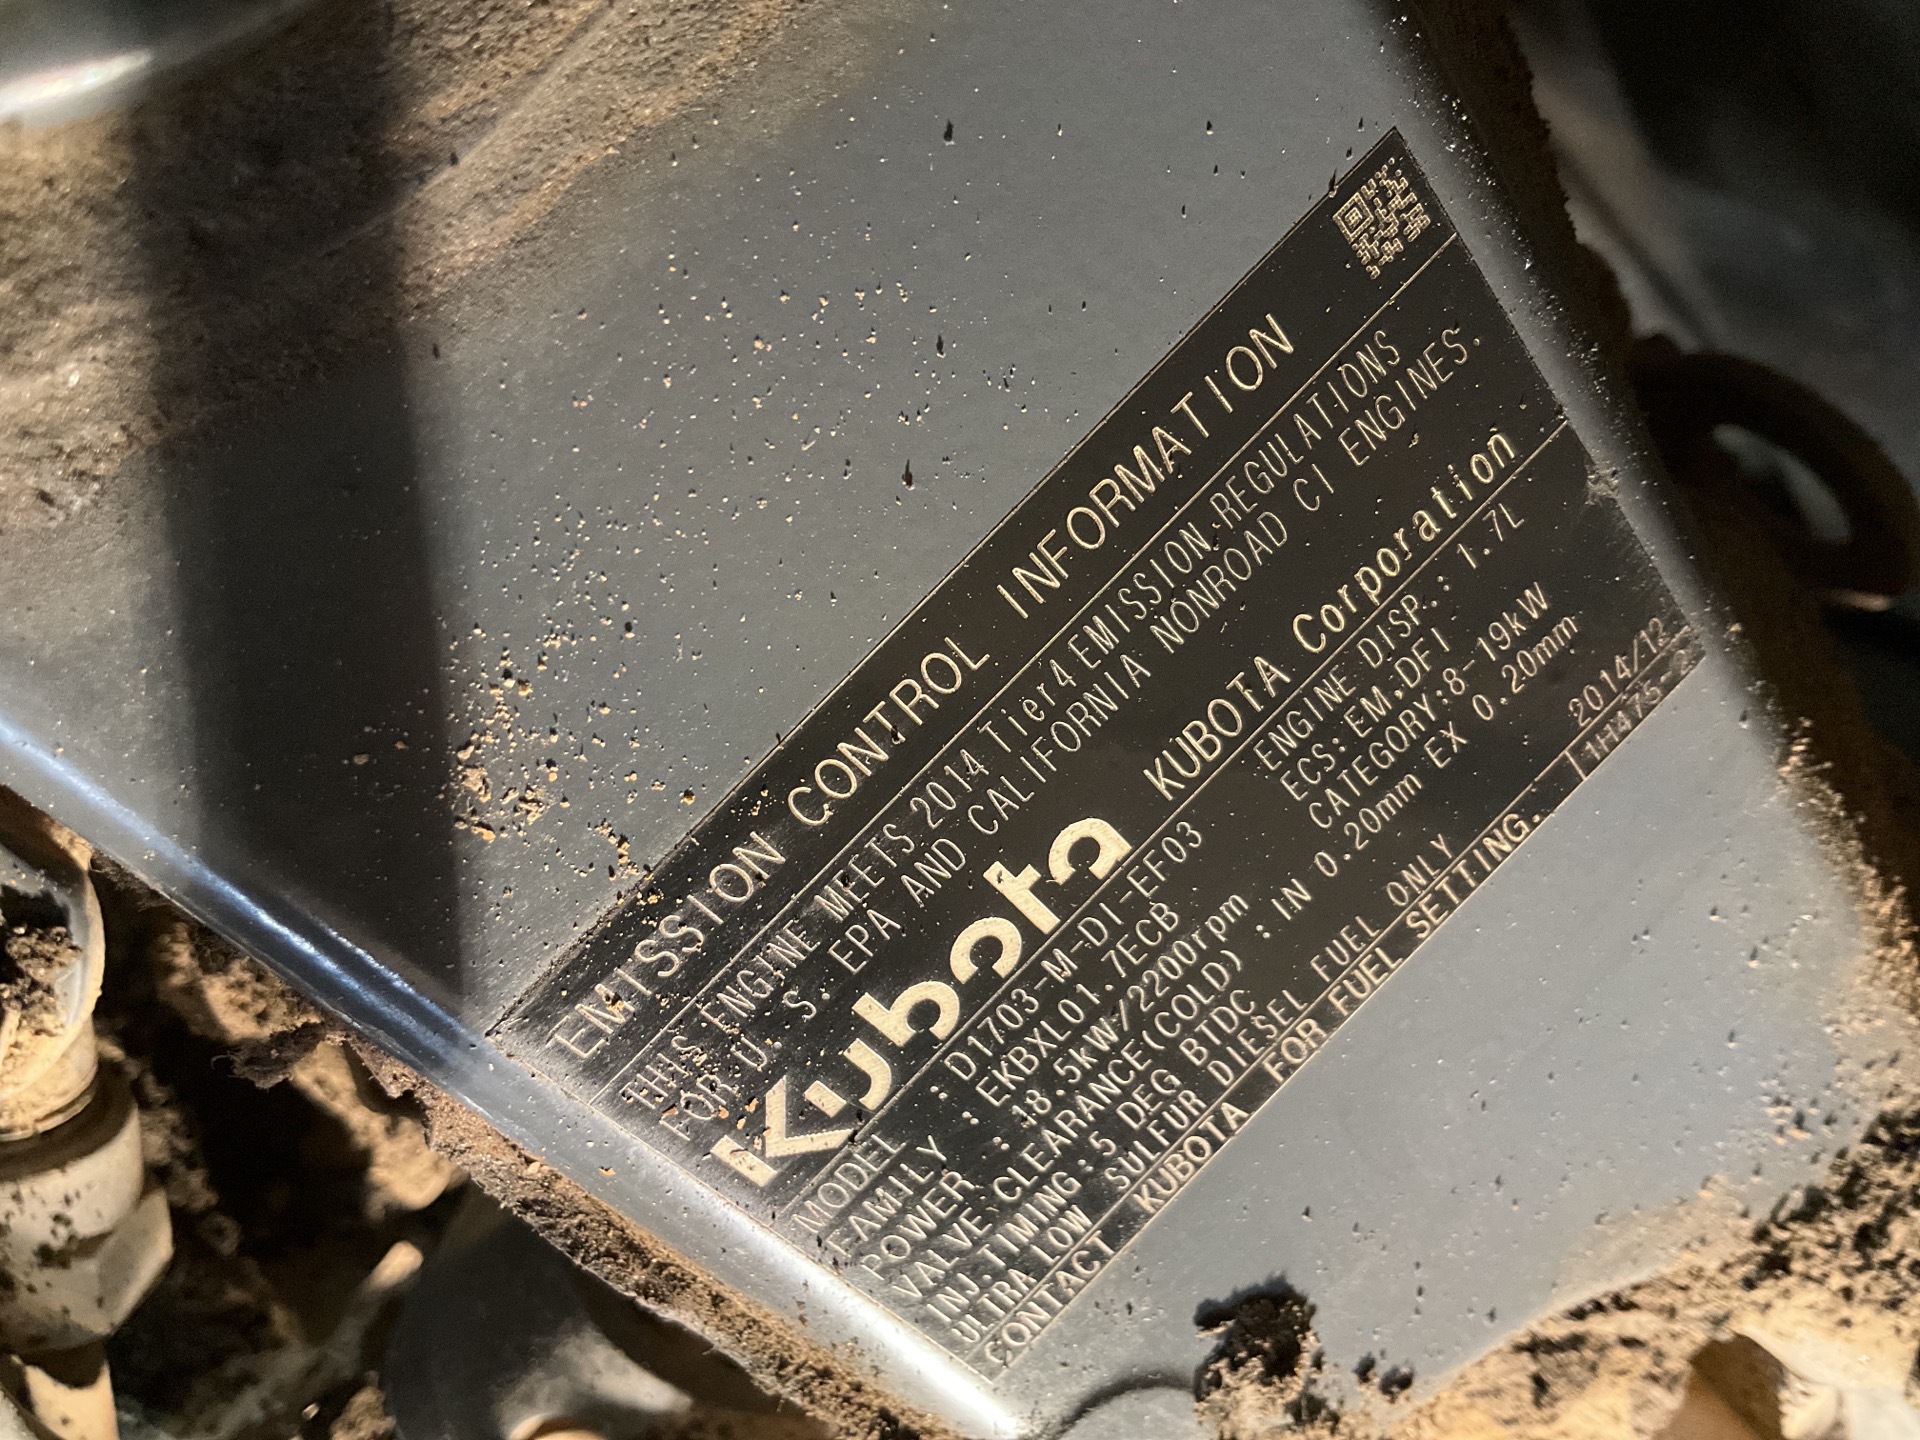 EMISSION CONTROL INFORMATION
THIS ENGINE MEETS 2014 Tier4 EMISSION REGULATIONS
FOR U. S. EPA AND CALIFORNIA NONROAD CI ENGINES.
Kubota KUBOTA Corporation
MODEL : D1703-M-DI-EF03 ENGINE DISP.: 1.7L
FAMILY : EKBXL01.7ECB ECS: EM,DFI
POWER : 18.5kW/2200rpm CATEGORY:8-19kW
VALVE CLEARANCE(COLD) : IN 0.20mm EX 0.20mm
INJ.TIMING:5 DEG BTDC
ULTRA LOW SULFUR DIESEL FUEL ONLY 2014/12
CONTACT KUBOTA FOR FUEL SETTING.